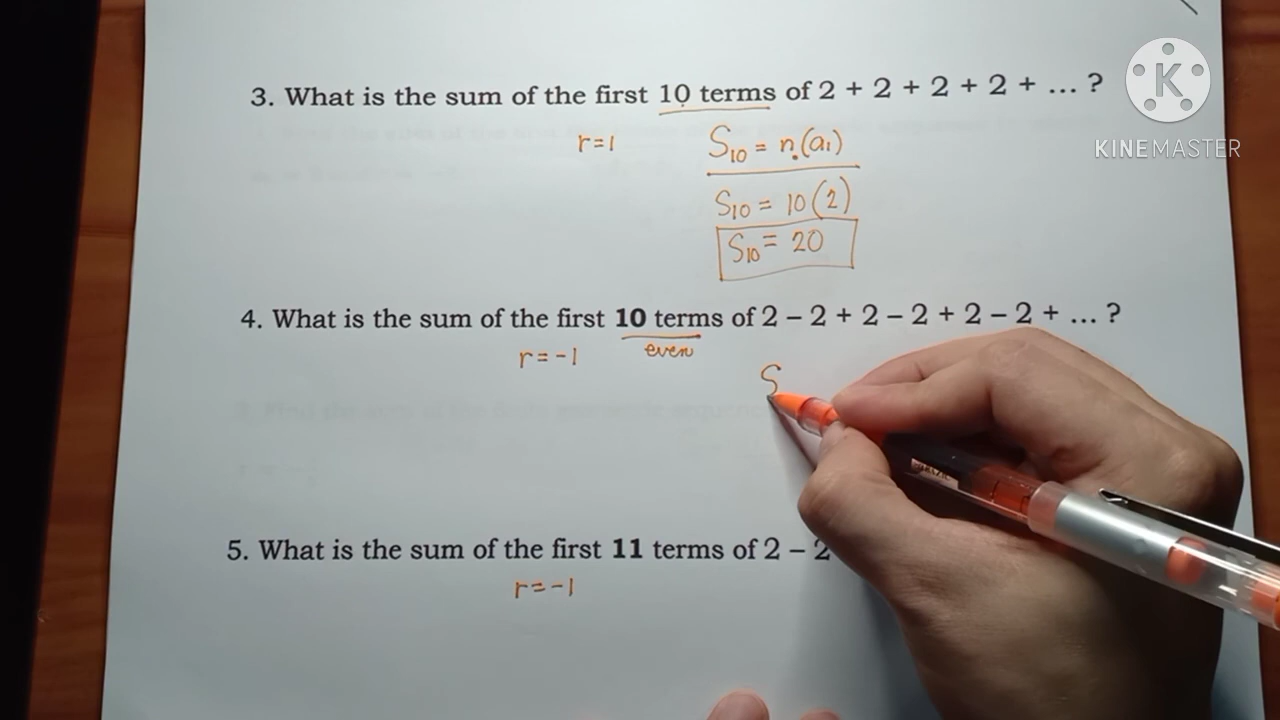 3. What is the sum of the first 10 terms of 2 + 2 + 2 + 2 + … ?
r=1
S10 = n(a1)
S10 = 10(2)
S10 = 20
4. What is the sum of the first 10 terms of 2 – 2 + 2 – 2 + 2 – 2 + … ?
r=-1
even
S
5. What is the sum of the first 11 terms of 2 – 2
r=-1
K
KINEMASTER